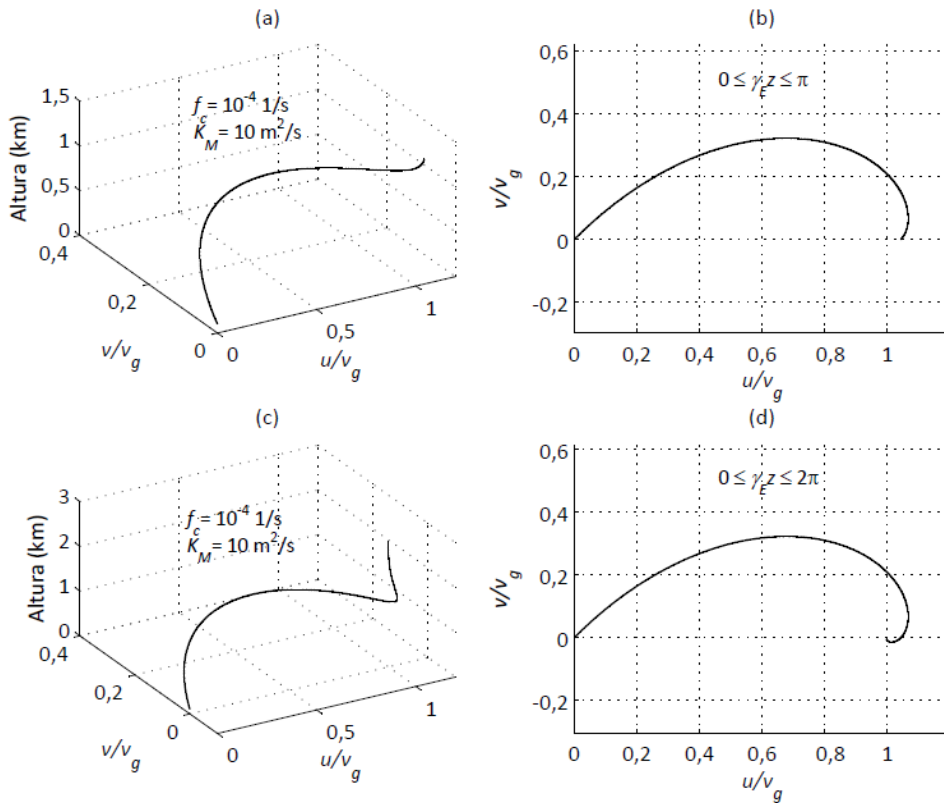 (a)
1,5
1
0,5
0
Altura (km)
f_c = 10^-4 1/s
K_M = 10 m^2/s
0,4
0,2
0
v/v_g
0
0,5
1
u/v_g
(b)
0,6
0,4
0,2
0
-0,2
v/v_g
0 ≤ γ_E z ≤ π
0 0,2 0,4 0,6 0,8 1
u/v_g
(c)
3
2
1
0
Altura (km)
f_c = 10^-4 1/s
K_M = 10 m^2/s
0,4
0,2
0
v/v_g
0
0,5
1
u/v_g
(d)
0,6
0,4
0,2
0
-0,2
v/v_g
0 ≤ γ_E z ≤ 2π
0 0,2 0,4 0,6 0,8 1
u/v_g